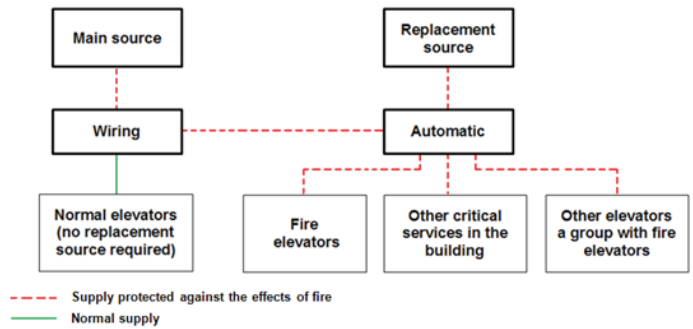 Main source
Replacement
source
Wiring
Automatic
Normal elevators
(no replacement
source required)
Fire
elevators
Other critical
services in the
building
Other elevators
a group with fire
elevators
Supply protected against the effects of fire
Normal supply